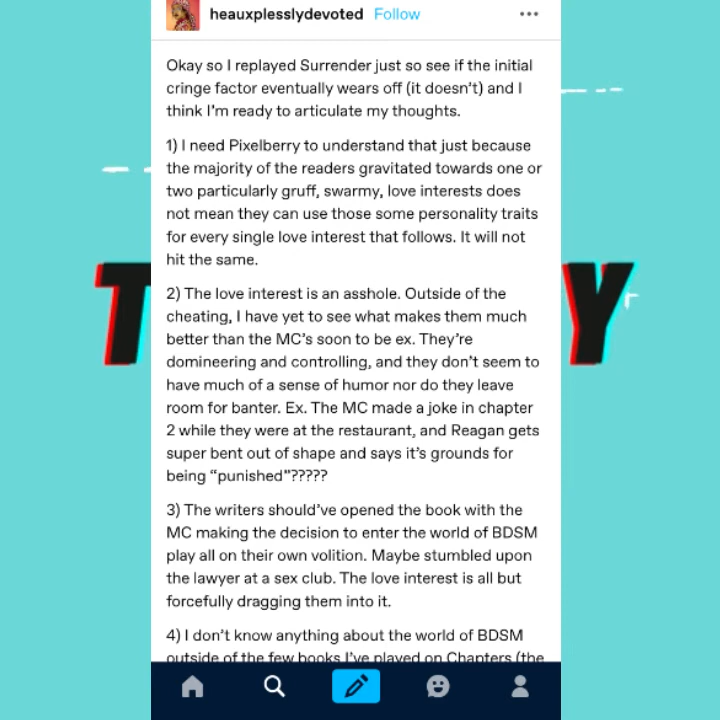 heauxplesslydevoted Follow
Okay so I replayed Surrender just so see if the initial
cringe factor eventually wears off (it doesn't) and I
think I'm ready to articulate my thoughts.
1) I need Pixelberry to understand that just because
the majority of the readers gravitated towards one or
two particularly gruff, swarmy, love interests does
not mean they can use those some personality traits
for every single love interest that follows. It will not
hit the same.
2) The love interest is an asshole. Outside of the
cheating, I have yet to see what makes them much
better than the MC's soon to be ex. They're
domineering and controlling, and they don't seem to
have much of a sense of humor nor do they leave
room for banter. Ex. The MC made a joke in chapter
2 while they were at the restaurant, and Reagan gets
super bent out of shape and says it's grounds for
being "punished"?????
3) The writers should've opened the book with the
MC making the decision to enter the world of BDSM
play all on their own volition. Maybe stumbled upon
the lawyer at a sex club. The love interest is all but
forcefully dragging them into it.
4) I don't know anything about the world of BDSM
outside of the few books I've played on Chapters (the
T Y